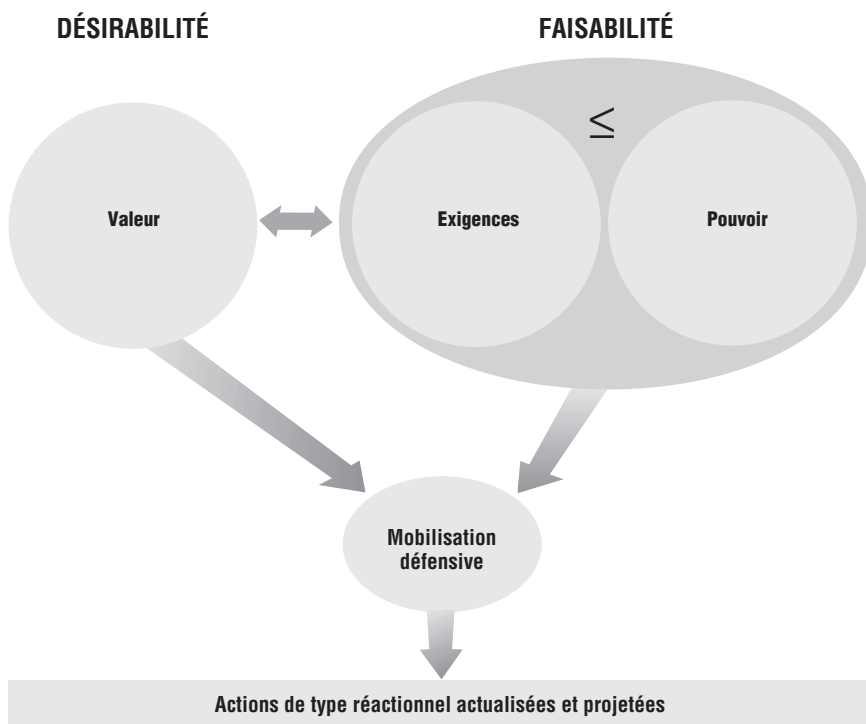 DÉSIRABILITÉ
FAISABILITÉ
≤
Valeur
Exigences
Pouvoir
Mobilisation
défensive
Actions de type réactionnel actualisées et projetées